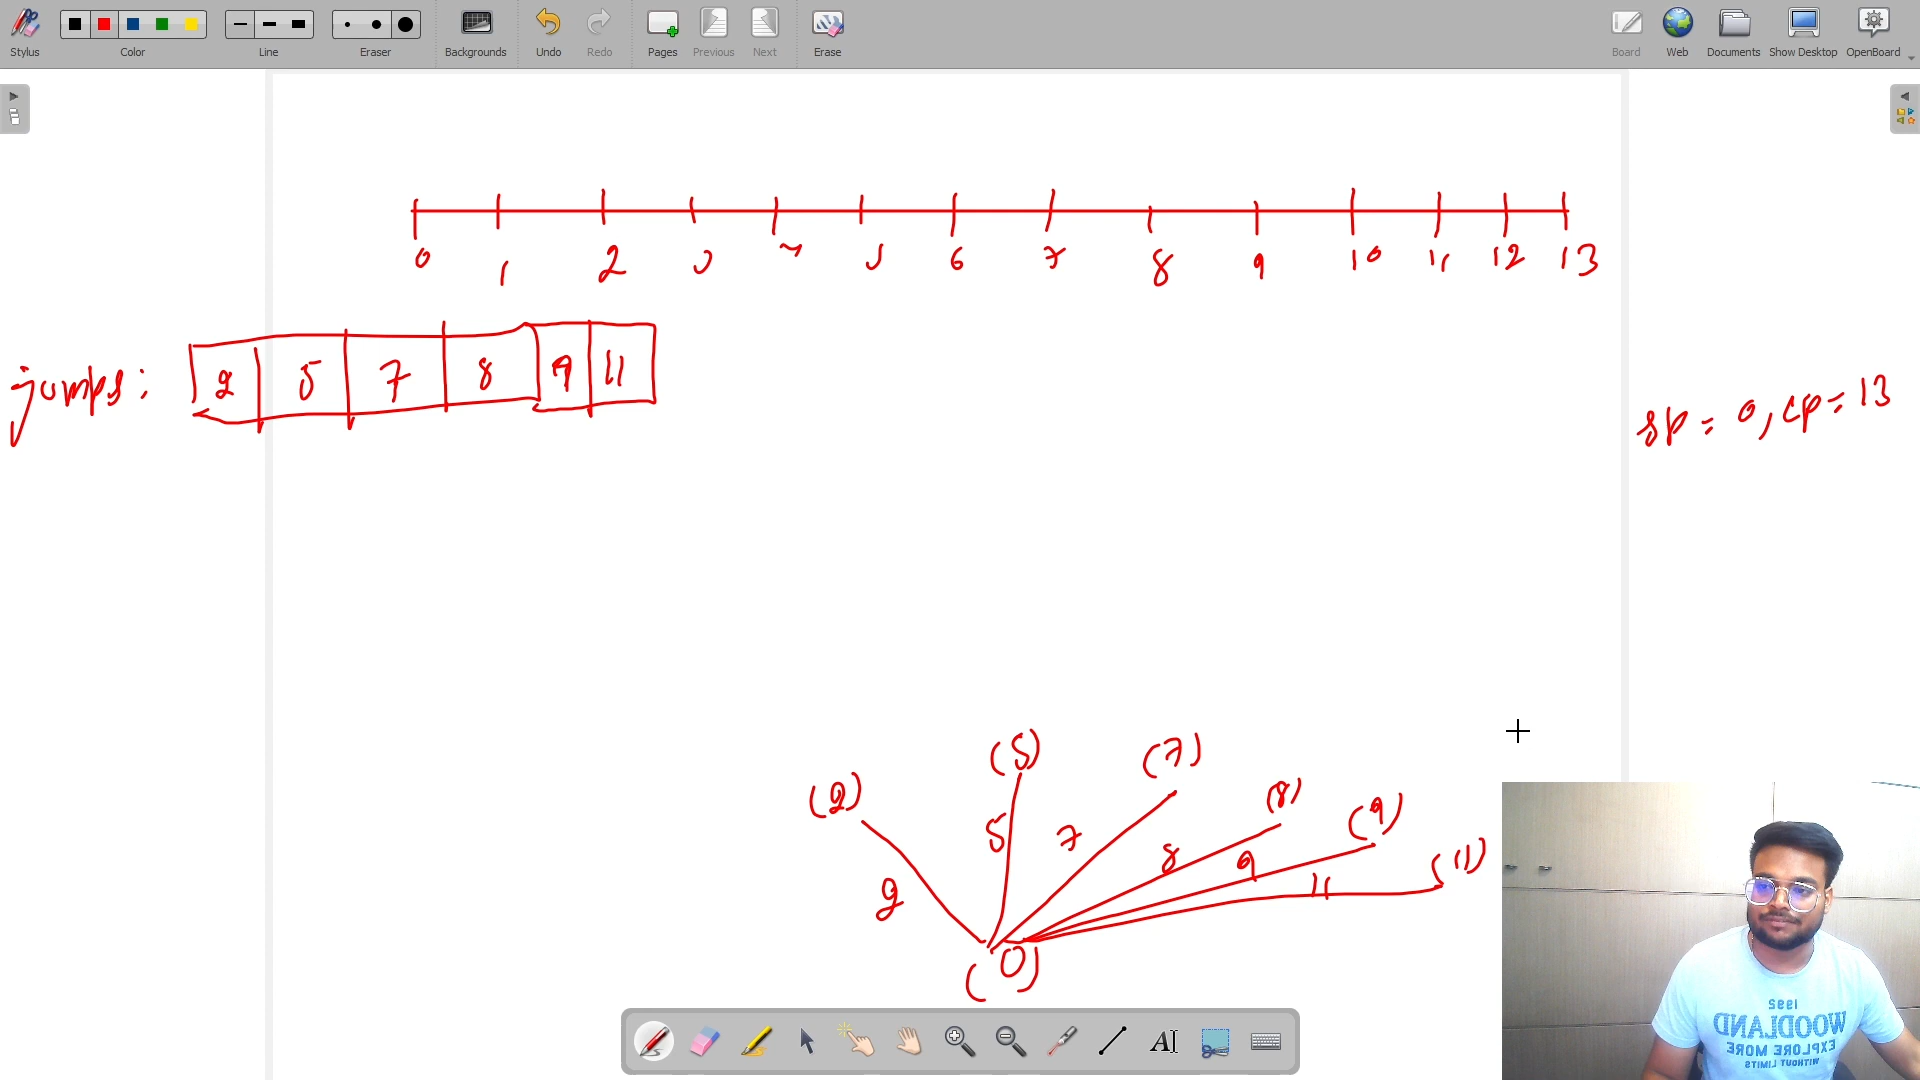 Stylus Color Line Eraser Backgrounds Undo Redo Pages Previous Next Erase Board Web Documents Show Desktop OpenBoard
0 1 2 3 4 5 6 7 8 9 10 11 12 13
jumps: 2 5 7 8 9 11
sp = 0, cp = 13
(2) (5) (7) (8) (9) (11)
2 5 7 8 9 11
(0)
AI
1992
WOODLAND
EXPLORE MORE
WITHOUT LIMITS